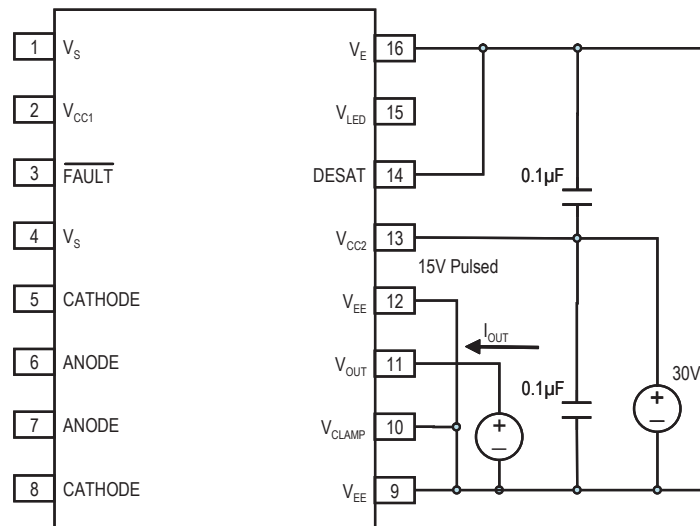 1 V_S
2 V_CC1
3 FAULT
4 V_S
5 CATHODE
6 ANODE
7 ANODE
8 CATHODE
V_E 16
V_LED 15
DESAT 14
V_CC2 13
V_EE 12
V_OUT 11
V_CLAMP 10
V_EE 9
0.1µF
15V Pulsed
I_OUT
0.1µF
30V
+
–
+
–